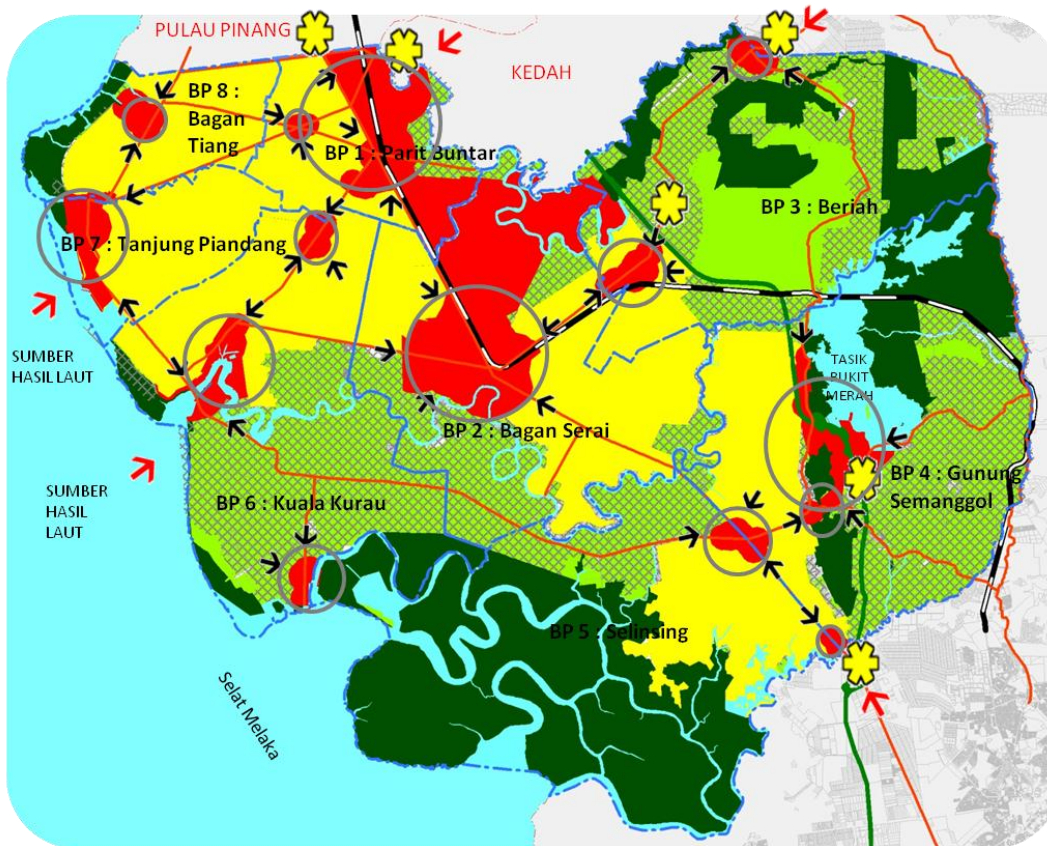 PULAU PINANG
KEDAH
BP 8 :
Bagan
Tiang
BP 1 : Parit Buntar
BP 3 : Beriah
BP 7 : Tanjung Piandang
SUMBER
HASIL LAUT
TASIK
BUKIT
MERAH
BP 2 : Bagan Serai
SUMBER
HASIL
LAUT
BP 6 : Kuala Kurau
BP 4 : Gunung
Semanggol
BP 5 : Selinsing
Selat Melaka